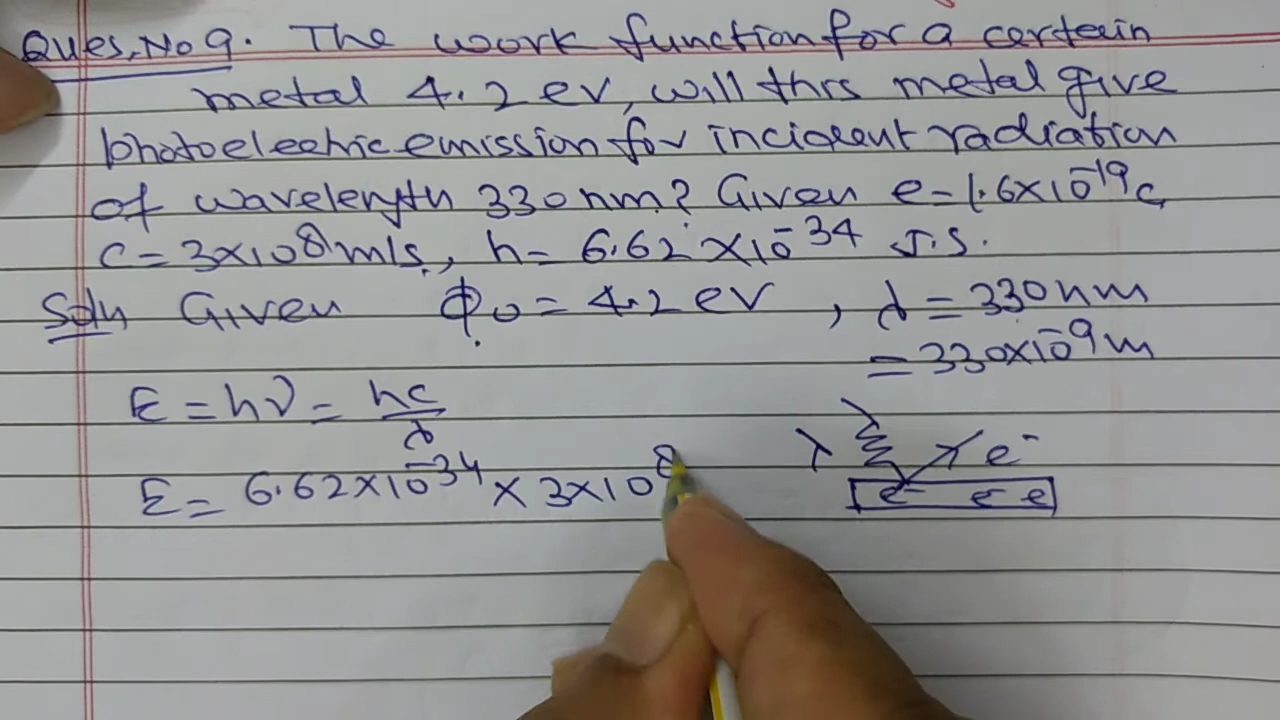 Ques.No 9. The work function for a certein
metal 4.2 eV, will this metal give
photoelectric emission for incident radiation
of wavelength 330 nm? Given e = 1.6×10⁻¹⁹ C,
c = 3×10⁸ m/s, h = 6.62 × 10⁻³⁴ J.S.
Soln Given ϕ₀ = 4.2 eV , λ = 330 nm
= 330×10⁻⁹ m
E = hν = hc/λ
λ e⁻
E = 6.62×10⁻³⁴ × 3×10⁸
e⁻ e e